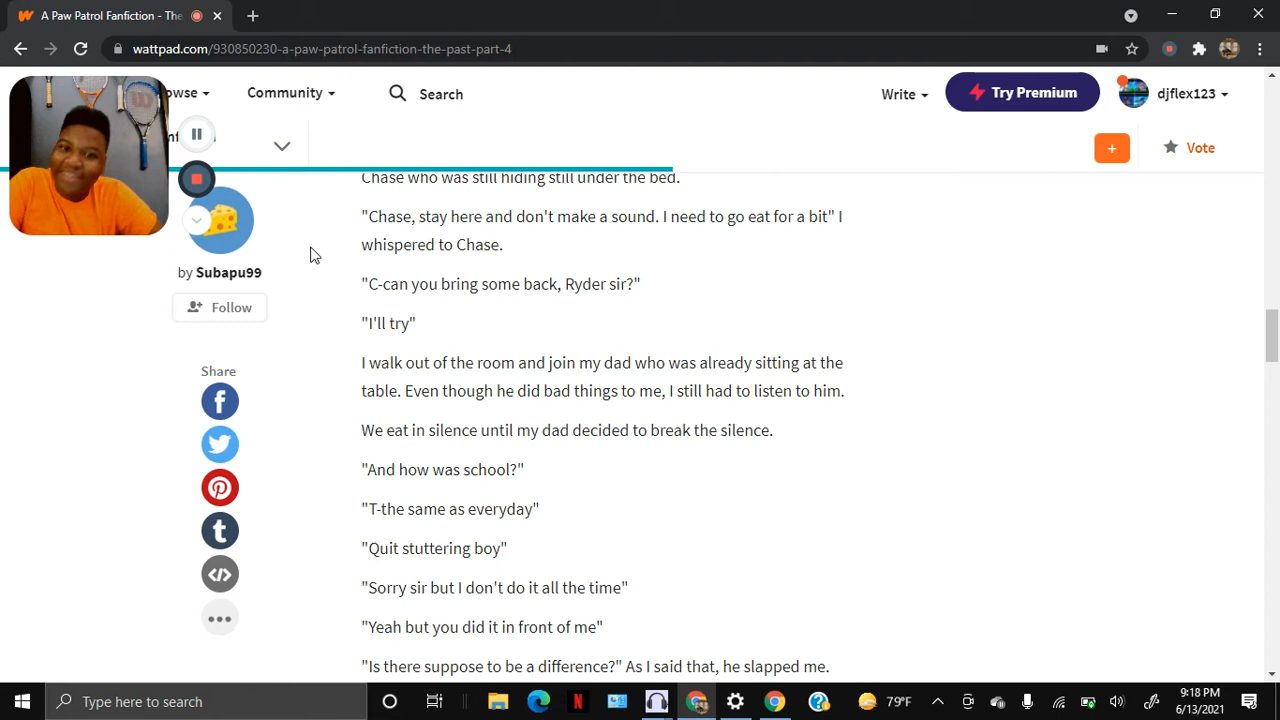 A Paw Patrol Fanfiction - The
wattpad.com/930850230-a-paw-patrol-fanfiction-the-past-part-4
owse
Community
Search
Write
Try Premium
djflex123
Vote
Chase who was still hiding still under the bed.
"Chase, stay here and don't make a sound. I need to go eat for a bit" I
whispered to Chase.
by Subapu99
"C-can you bring some back, Ryder sir?"
Follow
"I'll try"
I walk out of the room and join my dad who was already sitting at the
table. Even though he did bad things to me, I still had to listen to him.
Share
We eat in silence until my dad decided to break the silence.
"And how was school?"
"T-the same as everyday"
"Quit stuttering boy"
"Sorry sir but I don't do it all the time"
"Yeah but you did it in front of me"
"Is there suppose to be a difference?" As I said that, he slapped me.
Type here to search
79°F
9:18 PM
6/13/2021